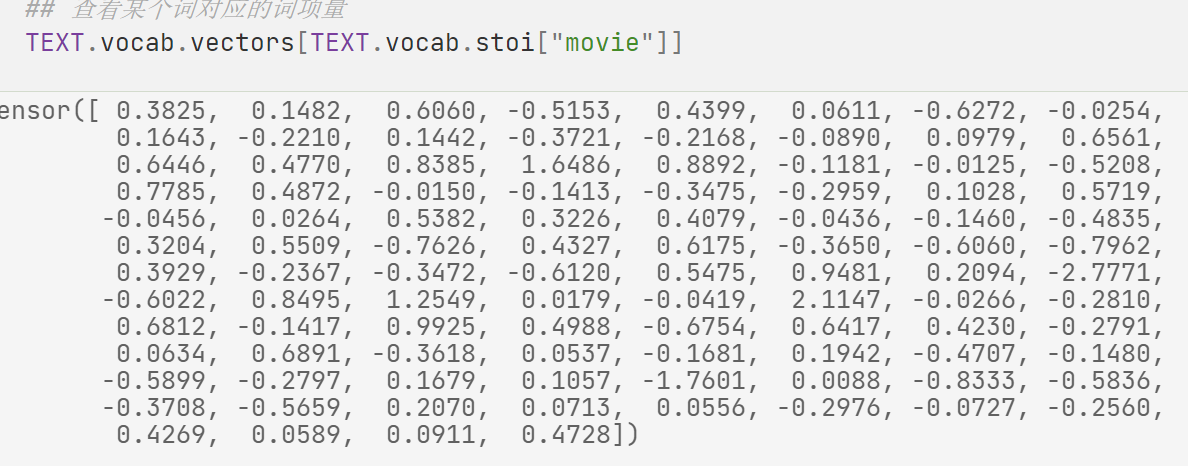 ## 查看某个词对应的词项量
TEXT.vocab.vectors[TEXT.vocab.stoi["movie"]]
ensor([ 0.3825, 0.1482, 0.6060, -0.5153, 0.4399, 0.0611, -0.6272, -0.0254,
0.1643, -0.2210, 0.1442, -0.3721, -0.2168, -0.0890, 0.0979, 0.6561,
0.6446, 0.4770, 0.8385, 1.6486, 0.8892, -0.1181, -0.0125, -0.5208,
0.7785, 0.4872, -0.0150, -0.1413, -0.3475, -0.2959, 0.1028, 0.5719,
-0.0456, 0.0264, 0.5382, 0.3226, 0.4079, -0.0436, -0.1460, -0.4835,
0.3204, 0.5509, -0.7626, 0.4327, 0.6175, -0.3650, -0.6060, -0.7962,
0.3929, -0.2367, -0.3472, -0.6120, 0.5475, 0.9481, 0.2094, -2.7771,
-0.6022, 0.8495, 1.2549, 0.0179, -0.0419, 2.1147, -0.0266, -0.2810,
0.6812, -0.1417, 0.9925, 0.4988, -0.6754, 0.6417, 0.4230, -0.2791,
0.0634, 0.6891, -0.3618, 0.0537, -0.1681, 0.1942, -0.4707, -0.1480,
-0.5899, -0.2797, 0.1679, 0.1057, -1.7601, 0.0088, -0.8333, -0.5836,
-0.3708, -0.5659, 0.2070, 0.0713, 0.0556, -0.2976, -0.0727, -0.2560,
0.4269, 0.0589, 0.0911, 0.4728])